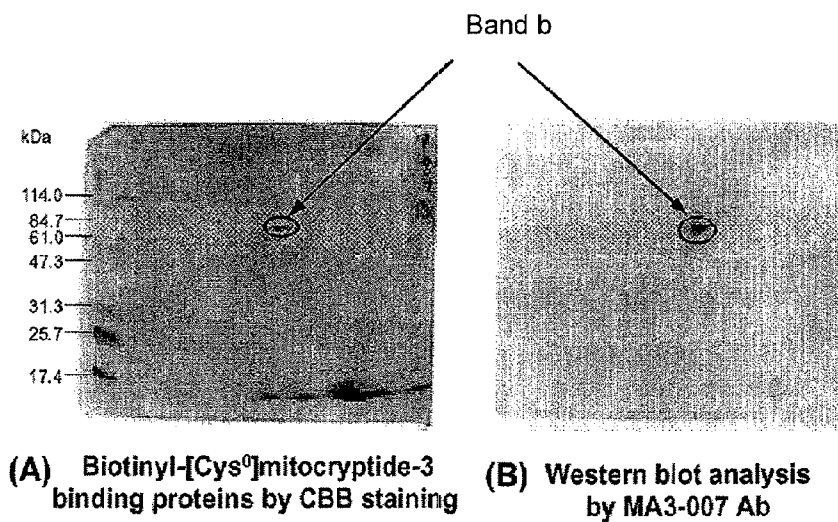 Band b
kDa
114.0
84.7
61.0
47.3
31.3
25.7
17.4
(A) Biotinyl-[Cys⁰]mitocryptide-3
binding proteins by CBB staining
(B) Western blot analysis
by MA3-007 Ab